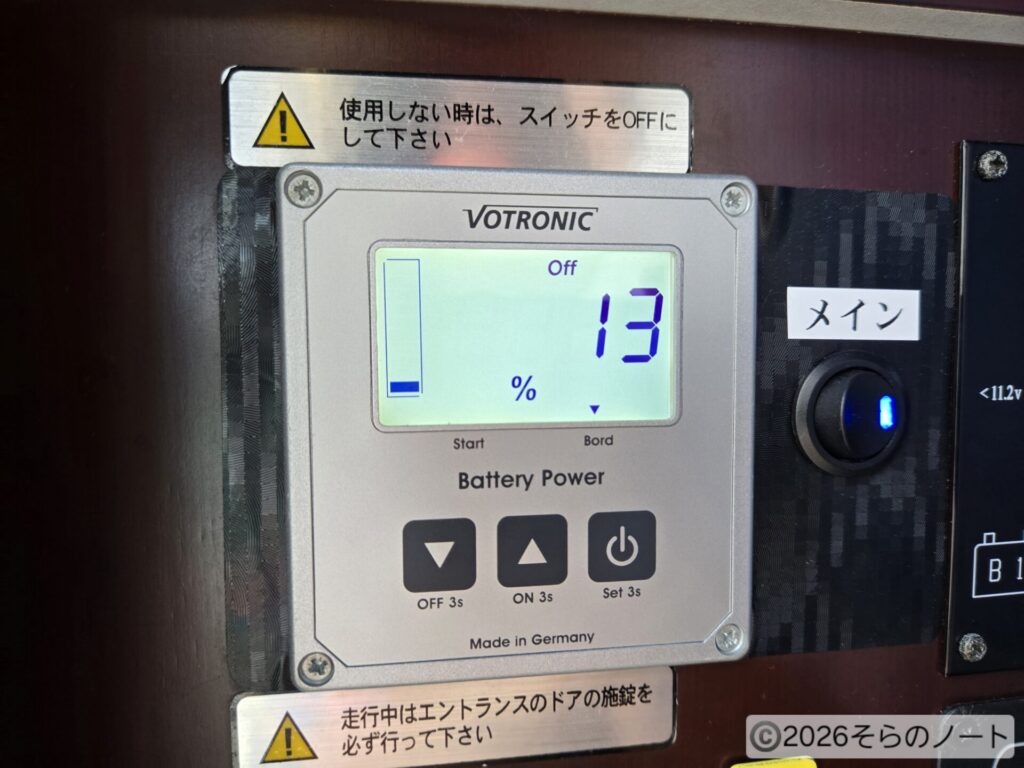 使用しない時は、スイッチをOFFに
して下さい
VOTRONIC
Off
13
%
Start
Bord
Battery Power
OFF 3s
ON 3s
Set 3s
Made in Germany
メイン
<11.2v
B 1
走行中はエントランスのドアの施錠を
必ず行って下さい
©2026そらのノート